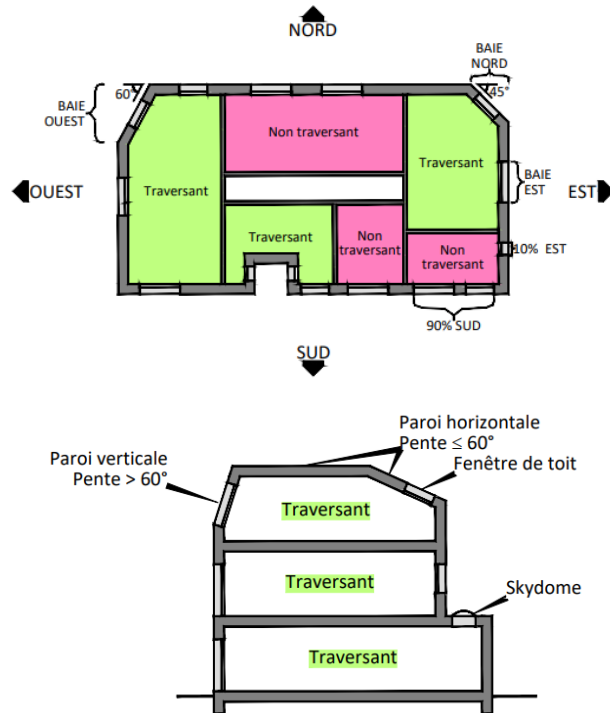 NORD
BAIE
NORD
60°
45°
BAIE
OUEST
Non traversant
Traversant
Traversant
BAIE
EST
OUEST
EST
Traversant
Non
traversant
Non
traversant
10% EST
90% SUD
SUD
Paroi horizontale
Pente ≤ 60°
Paroi verticale
Pente > 60°
Fenêtre de toit
Traversant
Traversant
Skydome
Traversant